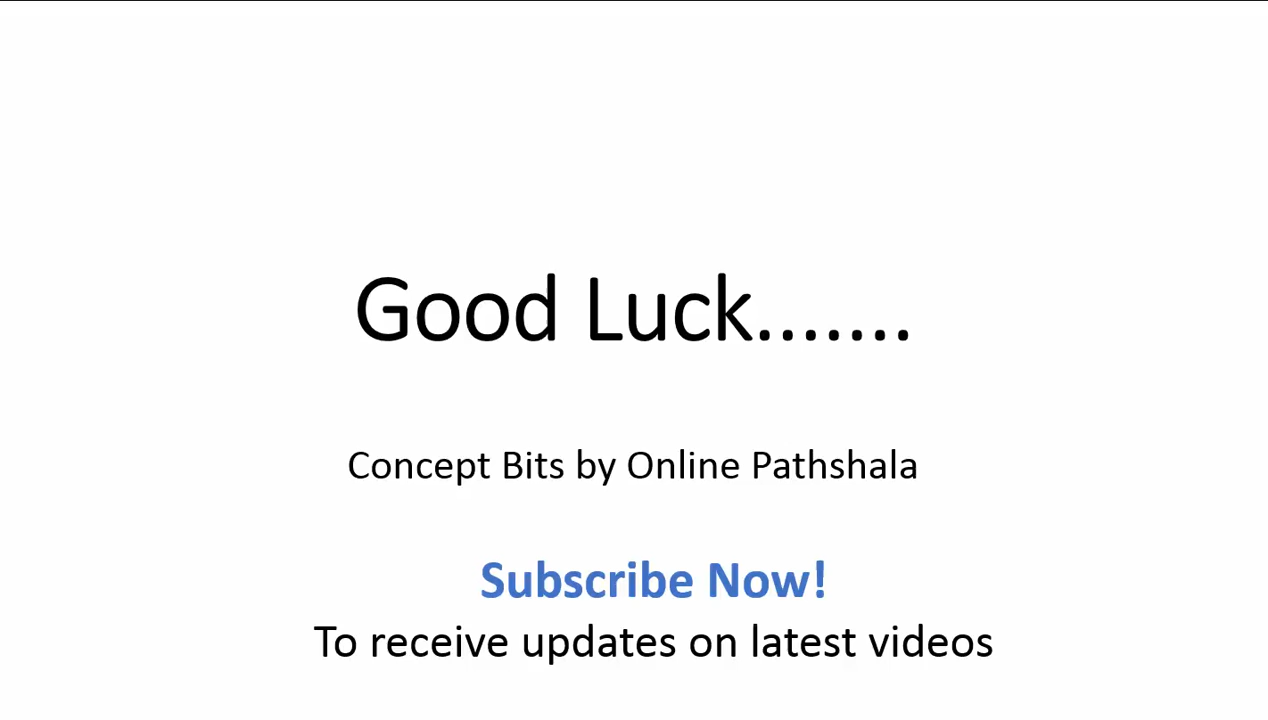 Good Luck.......
Concept Bits by Online Pathshala
Subscribe Now!
To receive updates on latest videos